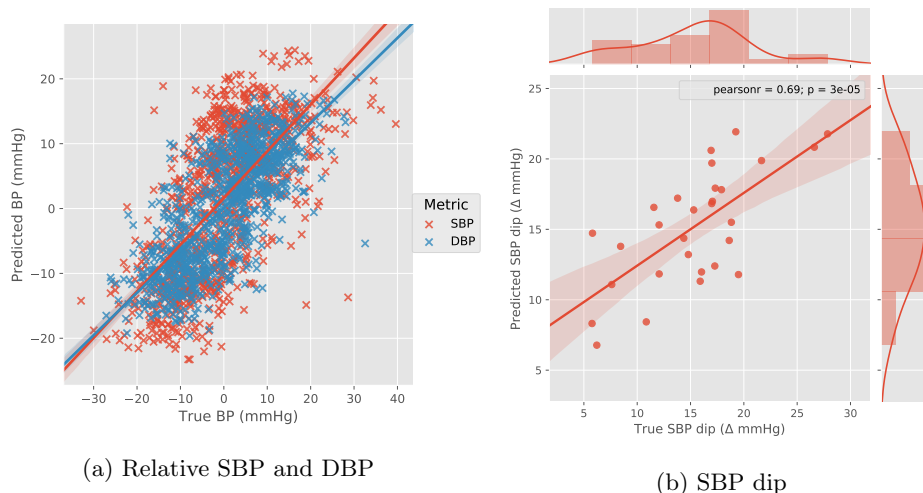 20
10
0
−10
−20
Predicted BP (mmHg)
−30 −20 −10 0 10 20 30 40
True BP (mmHg)
Metric
SBP
DBP
(a) Relative SBP and DBP
pearsonr = 0.69; p = 3e-05
25
20
15
10
5
Predicted SBP dip (Δ mmHg)
5 10 15 20 25 30
True SBP dip (Δ mmHg)
(b) SBP dip